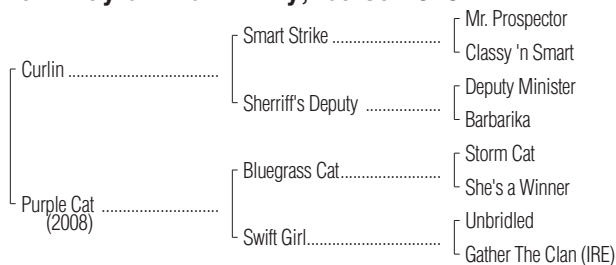 Mr. Prospector
Smart Strike ....................
Classy 'n Smart
Curlin .......................................
Deputy Minister
Sherriff's Deputy ...................
Barbarika
Storm Cat
Bluegrass Cat.........................
She's a Winner
Purple Cat ..............................
(2008)
Unbridled
Swift Girl..................................
Gather The Clan (IRE)